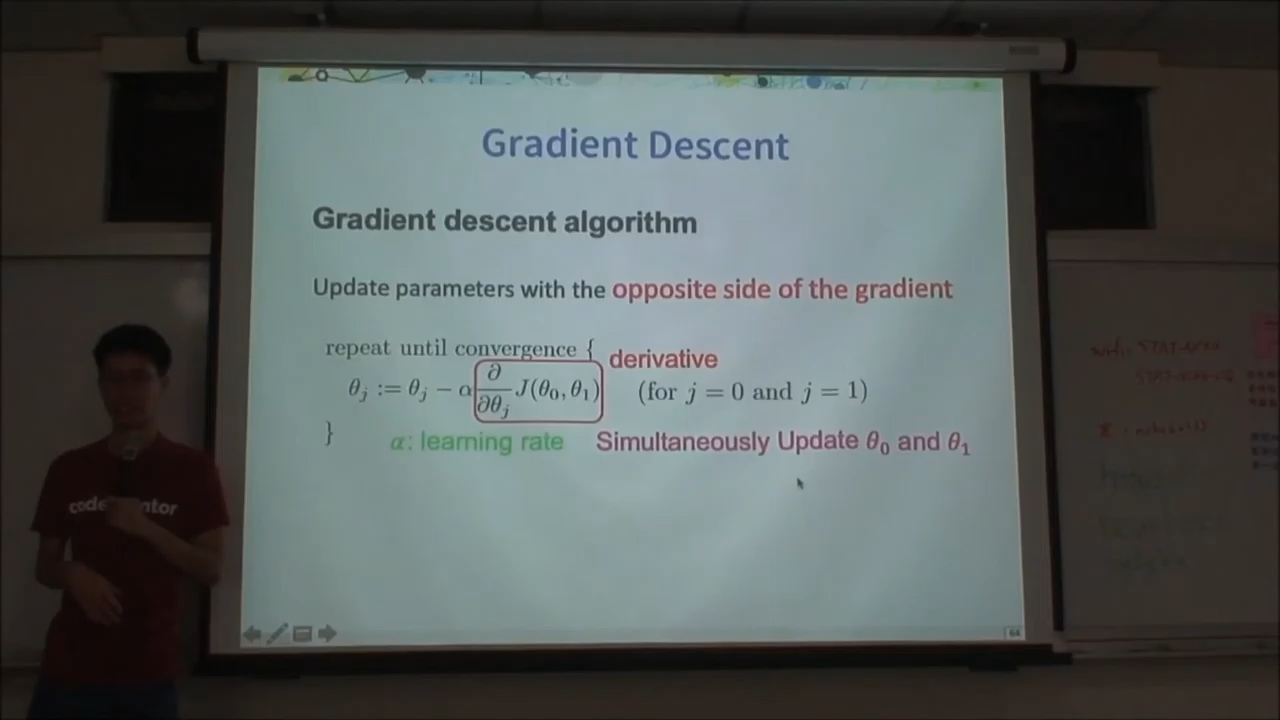 Gradient Descent
Gradient descent algorithm
Update parameters with the opposite side of the gradient
repeat until convergence {
derivative
θj := θj − α ∂/∂θj J(θ0, θ1) (for j = 0 and j = 1)
}
α: learning rate Simultaneously Update θ0 and θ1
64